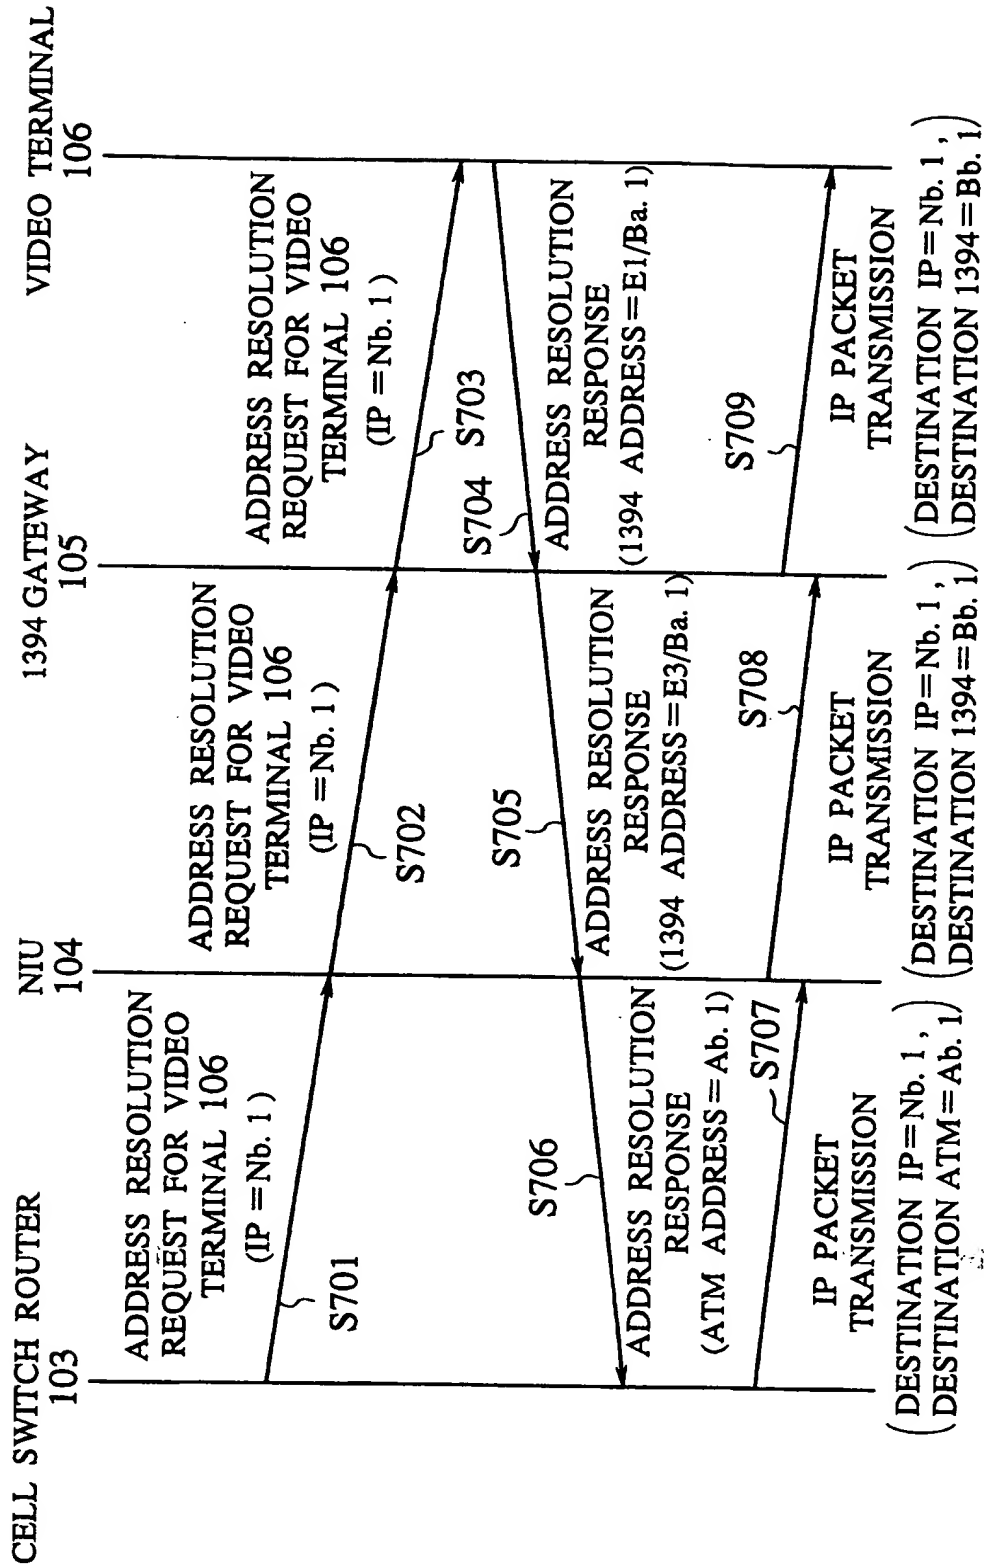 CELL SWITCH ROUTER
103
NIU
104
1394 GATEWAY
105
VIDEO TERMINAL
106
ADDRESS RESOLUTION
REQUEST FOR VIDEO
TERMINAL 106
(IP=Nb. 1)
S701
ADDRESS RESOLUTION
REQUEST FOR VIDEO
TERMINAL 106
(IP=Nb. 1)
S702
ADDRESS RESOLUTION
REQUEST FOR VIDEO
TERMINAL 106
(IP=Nb. 1)
S703
S704
ADDRESS RESOLUTION
RESPONSE
(1394 ADDRESS=E1/Ba. 1)
S705
ADDRESS RESOLUTION
RESPONSE
(1394 ADDRESS=E3/Ba. 1)
S706
ADDRESS RESOLUTION
RESPONSE
(ATM ADDRESS=Ab. 1)
S707
IP PACKET
TRANSMISSION
(DESTINATION IP=Nb. 1,
DESTINATION ATM=Ab. 1)
S708
IP PACKET
TRANSMISSION
(DESTINATION IP=Nb. 1,
DESTINATION 1394=Bb. 1)
S709
IP PACKET
TRANSMISSION
(DESTINATION IP=Nb. 1,
DESTINATION 1394=Bb. 1)